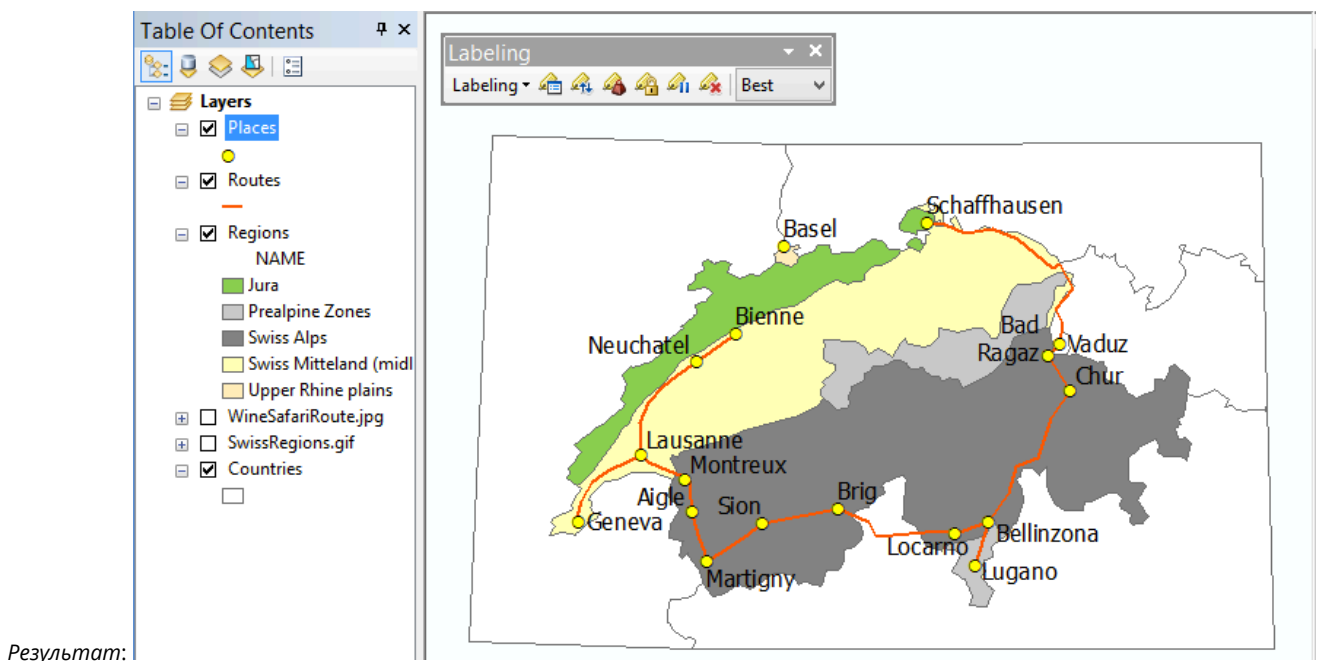 Table Of Contents
Layers
Places
Routes
Regions
NAME
Jura
Prealpine Zones
Swiss Alps
Swiss Mitteland (midl
Upper Rhine plains
WineSafariRoute.jpg
SwissRegions.gif
Countries
Labeling
Labeling
Best
Schaffhausen
Basel
Bienne
Neuchatel
Bad
Ragaz
Vaduz
Chur
Lausanne
Montreux
Aigle
Sion
Brig
Geneva
Locarno
Bellinzona
Martigny
Lugano
Результат: